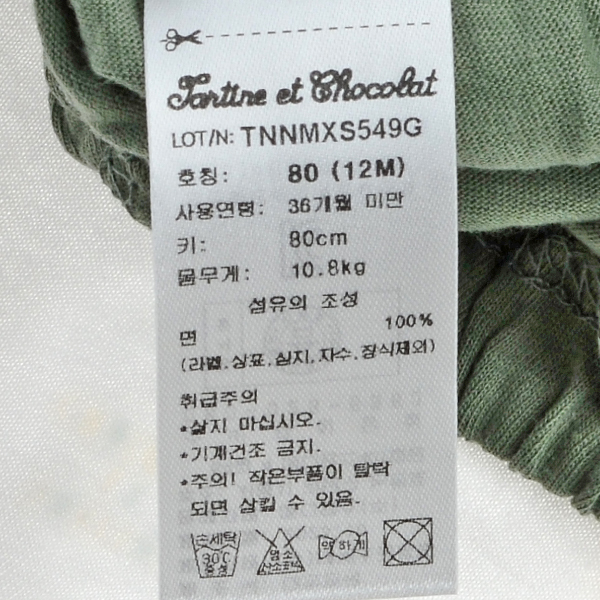 Tartine et Chocolat
LOT/N: TNNMXS549G
호칭: 80 (12M)
사용연령: 36개월 미만
키: 80cm
몸무게: 10.8kg
섬유의 조성
면 100%
(라벨,상표,심지,자수,장식제외)
취급주의
•삶지 마십시오.
•기계건조 금지.
•주의! 작은부품이 탈락
되면 삼킬 수 있음.
손세탁 30℃ 중성
염소 산소표백
약하게